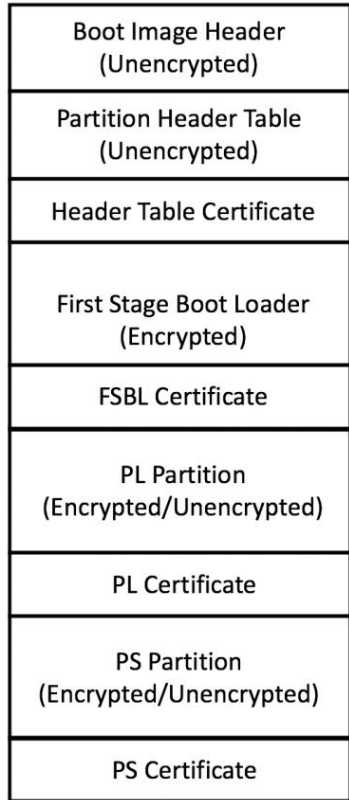 Boot Image Header
(Unencrypted)
Partition Header Table
(Unencrypted)
Header Table Certificate
First Stage Boot Loader
(Encrypted)
FSBL Certificate
PL Partition
(Encrypted/Unencrypted)
PL Certificate
PS Partition
(Encrypted/Unencrypted)
PS Certificate